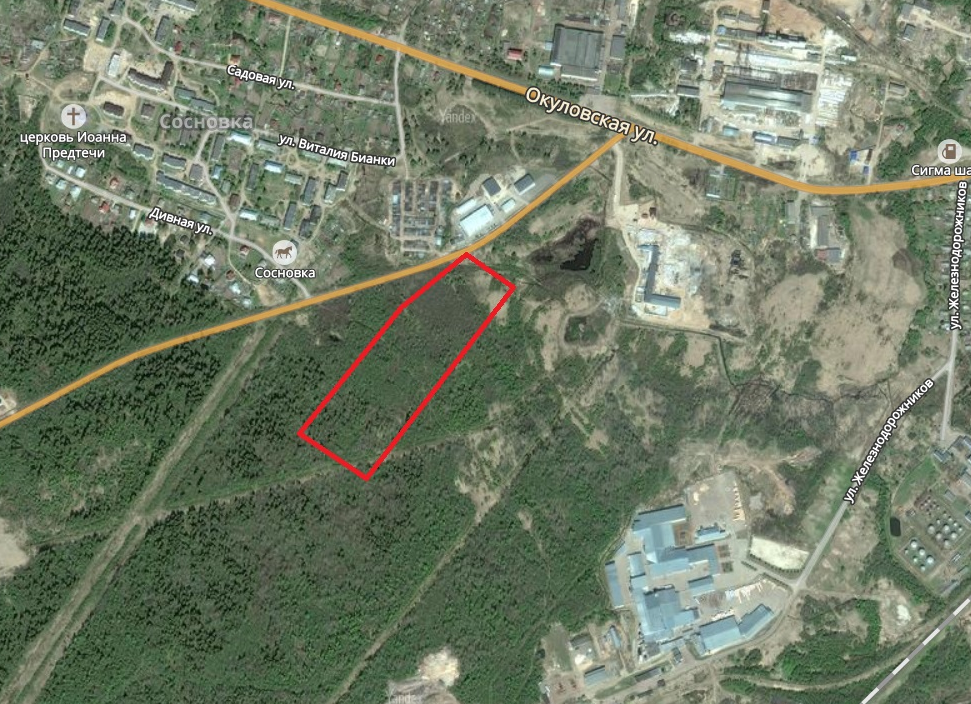 Садовая ул.
Окуловская ул.
Yandex
Сосновка
церковь Иоанна
Предтечи
ул. Виталия Бианки
Сигма ша
Дивная ул.
ул. Железнодорожников
Сосновка
ул. Железнодорожников
Yandex